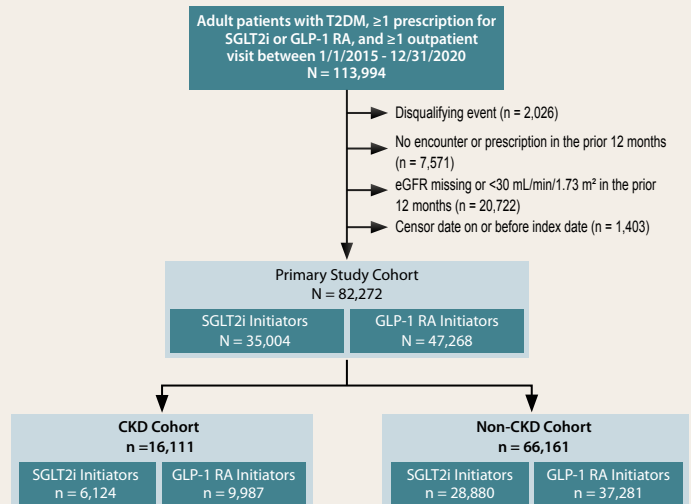 Adult patients with T2DM, ≥1 prescription for
SGLT2i or GLP-1 RA, and ≥1 outpatient
visit between 1/1/2015 - 12/31/2020
N = 113,994
Disqualifying event (n = 2,026)
No encounter or prescription in the prior 12 months
(n = 7,571)
eGFR missing or <30 mL/min/1.73 m² in the prior
12 months (n = 20,722)
Censor date on or before index date (n = 1,403)
Primary Study Cohort
N = 82,272
SGLT2i Initiators
N = 35,004
GLP-1 RA Initiators
N = 47,268
CKD Cohort
n =16,111
SGLT2i Initiators
n = 6,124
GLP-1 RA Initiators
n = 9,987
Non-CKD Cohort
n = 66,161
SGLT2i Initiators
n = 28,880
GLP-1 RA Initiators
n = 37,281